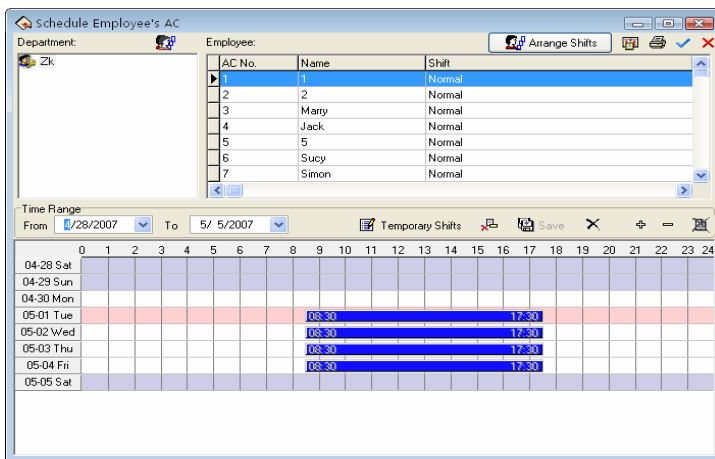 Schedule Employee's AC
Department:
Employee:
Arrange Shifts
Zk
AC No. Name Shift
1 1 Normal
2 2 Normal
3 Marry Normal
4 Jack Normal
5 5 Normal
6 Sucy Normal
7 Simon Normal
Time Range
From 4/28/2007 To 5/ 5/2007 Temporary Shifts Save
0 1 2 3 4 5 6 7 8 9 10 11 12 13 14 15 16 17 18 19 20 21 22 23 24
04-28 Sat
04-29 Sun
04-30 Mon
05-01 Tue 08:30 17:30
05-02 Wed 08:30 17:30
05-03 Thu 08:30 17:30
05-04 Fri 08:30 17:30
05-05 Sat